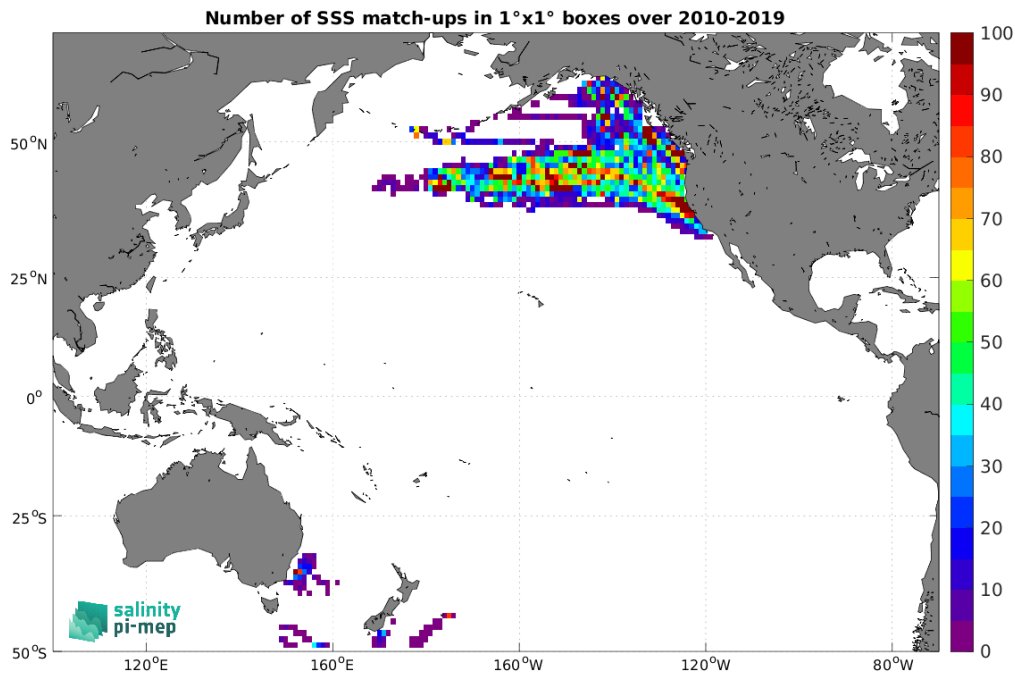 Number of SSS match-ups in 1°x1° boxes over 2010-2019
50°N
25°N
0°
25°S
50°S
120°E
160°E
160°W
120°W
80°W
100
90
80
70
60
50
40
30
20
10
0
salinity
pi-mep